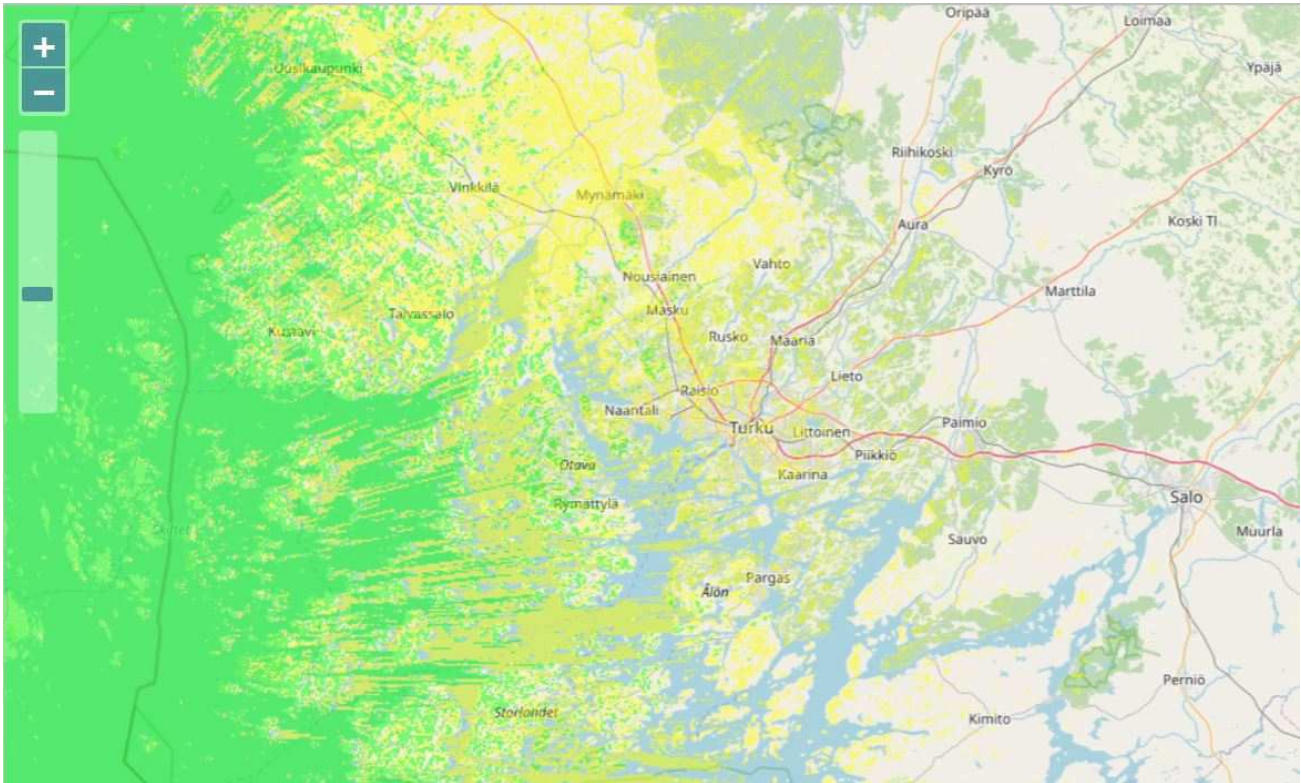 +
−
Oripää
Loimaa
Uusikaupunki
Ypäjä
Riihikoski
Kyrö
Vinkkilä
Mynämäki
Aura
Koski Tl
Vahto
Nousiainen
Marttila
Masku
Taivassalo
Kustavi
Rusko
Maaria
Lieto
Raisio
Naantali
Turku
Littoinen
Paimio
Piikkiö
Otava
Kaarina
Salo
Rymättylä
Muurla
Sauvo
Pargas
Ålön
Perniö
Storlandet
Kimito